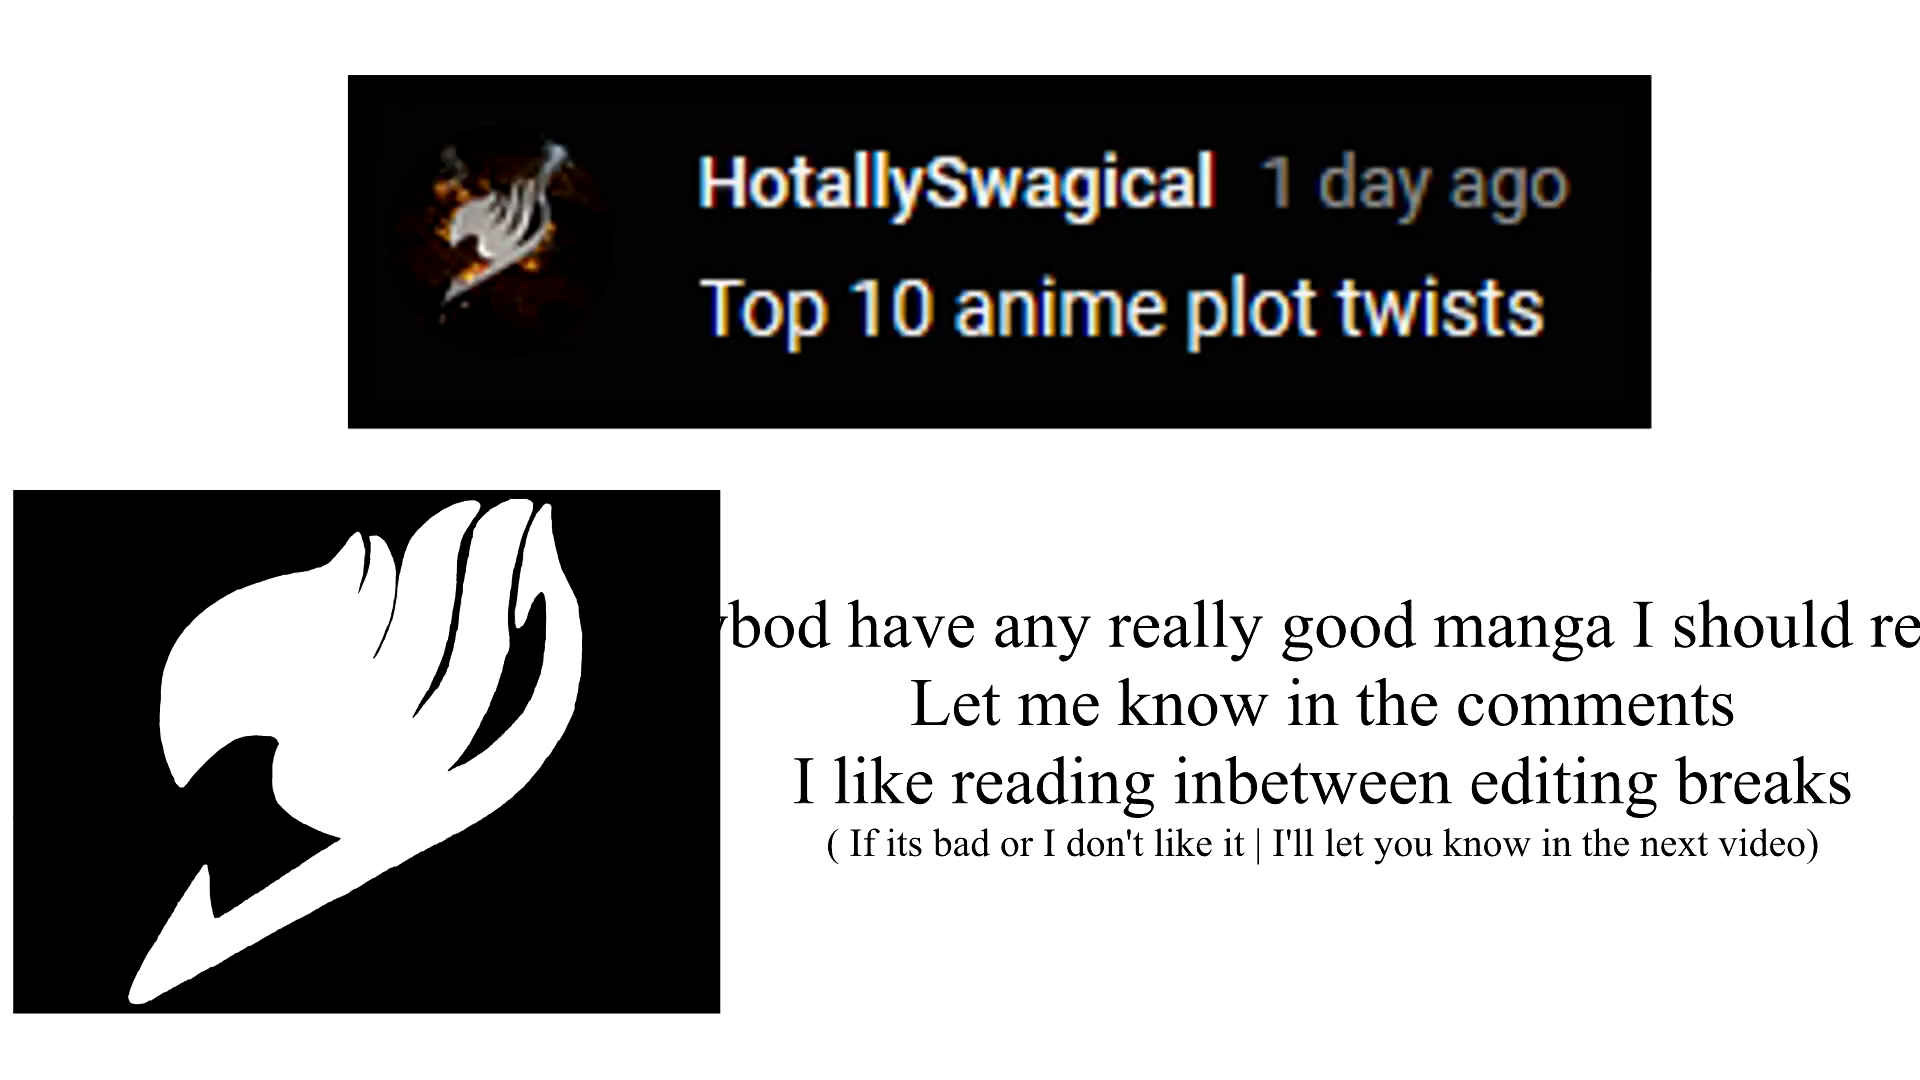 HotallySwagical 1 day ago
Top 10 anime plot twists
ybod have any really good manga I should re
Let me know in the comments
I like reading inbetween editing breaks
( If its bad or I don't like it | I'll let you know in the next video)